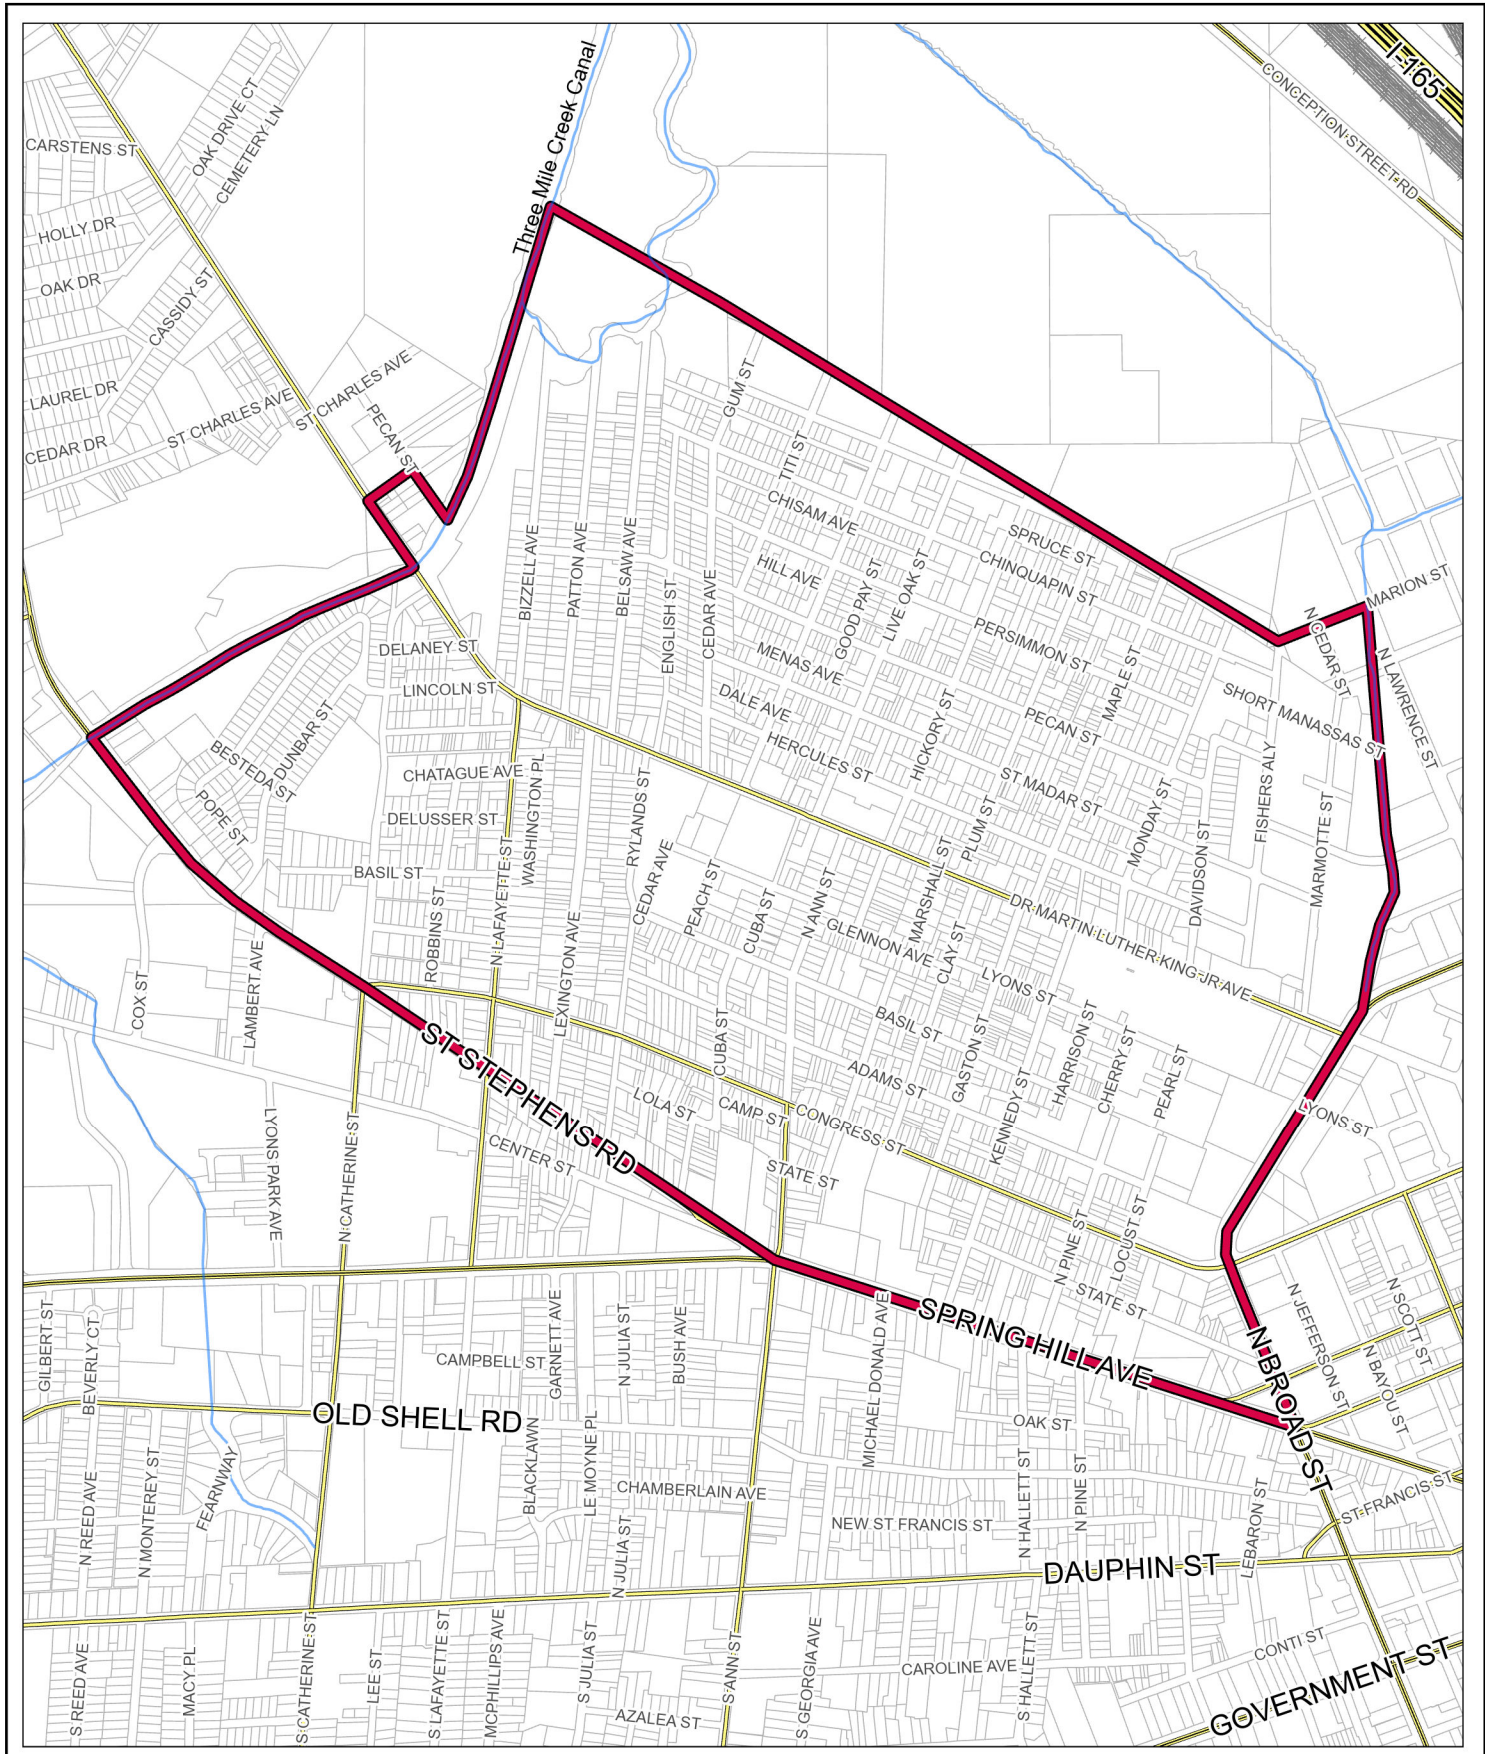 I-165
CONCEPTION STREET RD
Three Mile Creek Canal
OAK DRIVE CT
CEMETERY LN
CARSTENS ST
HOLLY DR
OAK DR
CASSIDY ST
LAUREL DR
ST CHARLES AVE
ST CHARLES AVE
CEDAR DR
PECAN ST
GUM ST
TITI ST
CHISAM AVE
SPRUCE ST
CHINQUAPIN ST
HILL AVE
GOOD PAY ST
LIVE OAK ST
BIZZELL AVE
PATTON AVE
BELSAW AVE
ENGLISH ST
CEDAR AVE
MARION ST
N CEDAR ST
N LAWRENCE ST
PERSIMMON ST
MAPLE ST
DELANEY ST
LINCOLN ST
MENAS AVE
DALE AVE
SHORT MANASSAS ST
PECAN ST
HICKORY ST
HERCULES ST
DUNBAR ST
BESTEDA ST
POPE ST
CHATAGUE AVE
DELUSSER ST
WASHINGTON PL
RYLANDS ST
ST MADAR ST
MONDAY ST
FISHERS ALY
MARMOTTE ST
PLUM ST
MARSHALL ST
DAVIDSON ST
BASIL ST
ROBBINS ST
N LAFAYETTE ST
CEDAR AVE
PEACH ST
CUBA ST
N ANN ST
GLENNON AVE
CLAY ST
DR MARTIN LUTHER KING JR AVE
LYONS ST
LEXINGTON AVE
COX ST
LAMBERT AVE
BASIL ST
CUBA ST
GASTON ST
HARRISON ST
CHERRY ST
PEARL ST
ST STEPHENS RD
ADAMS ST
KENNEDY ST
LYONS ST
LOLA ST
CAMP ST
CONGRESS ST
CENTER ST
STATE ST
LYONS PARK AVE
N CATHERINE ST
N PINE ST
LOCUST ST
STATE ST
GILBERT ST
BEVERLY CT
GARNETT AVE
N JULIA ST
BUSH AVE
MICHAEL DONALD AVE
SPRING HILL AVE
N BROAD ST
N JEFFERSON ST
N SCOTT ST
N BAYOU ST
CAMPBELL ST
OLD SHELL RD
OAK ST
BLACKLAWN
LE MOYNE PL
CHAMBERLAIN AVE
N REED AVE
N MONTEREY ST
FEARNWAY
N JULIA ST
NEW ST FRANCIS ST
N HALLETT ST
N PINE ST
LEBARON ST
ST FRANCIS ST
DAUPHIN ST
S REED AVE
MACY PL
S CATHERINE ST
LEE ST
S LAFAYETTE ST
MCPHILLIPS AVE
S JULIA ST
AZALEA ST
S ANN ST
S GEORGIA AVE
CAROLINE AVE
S HALLETT ST
CONTI ST
GOVERNMENT ST